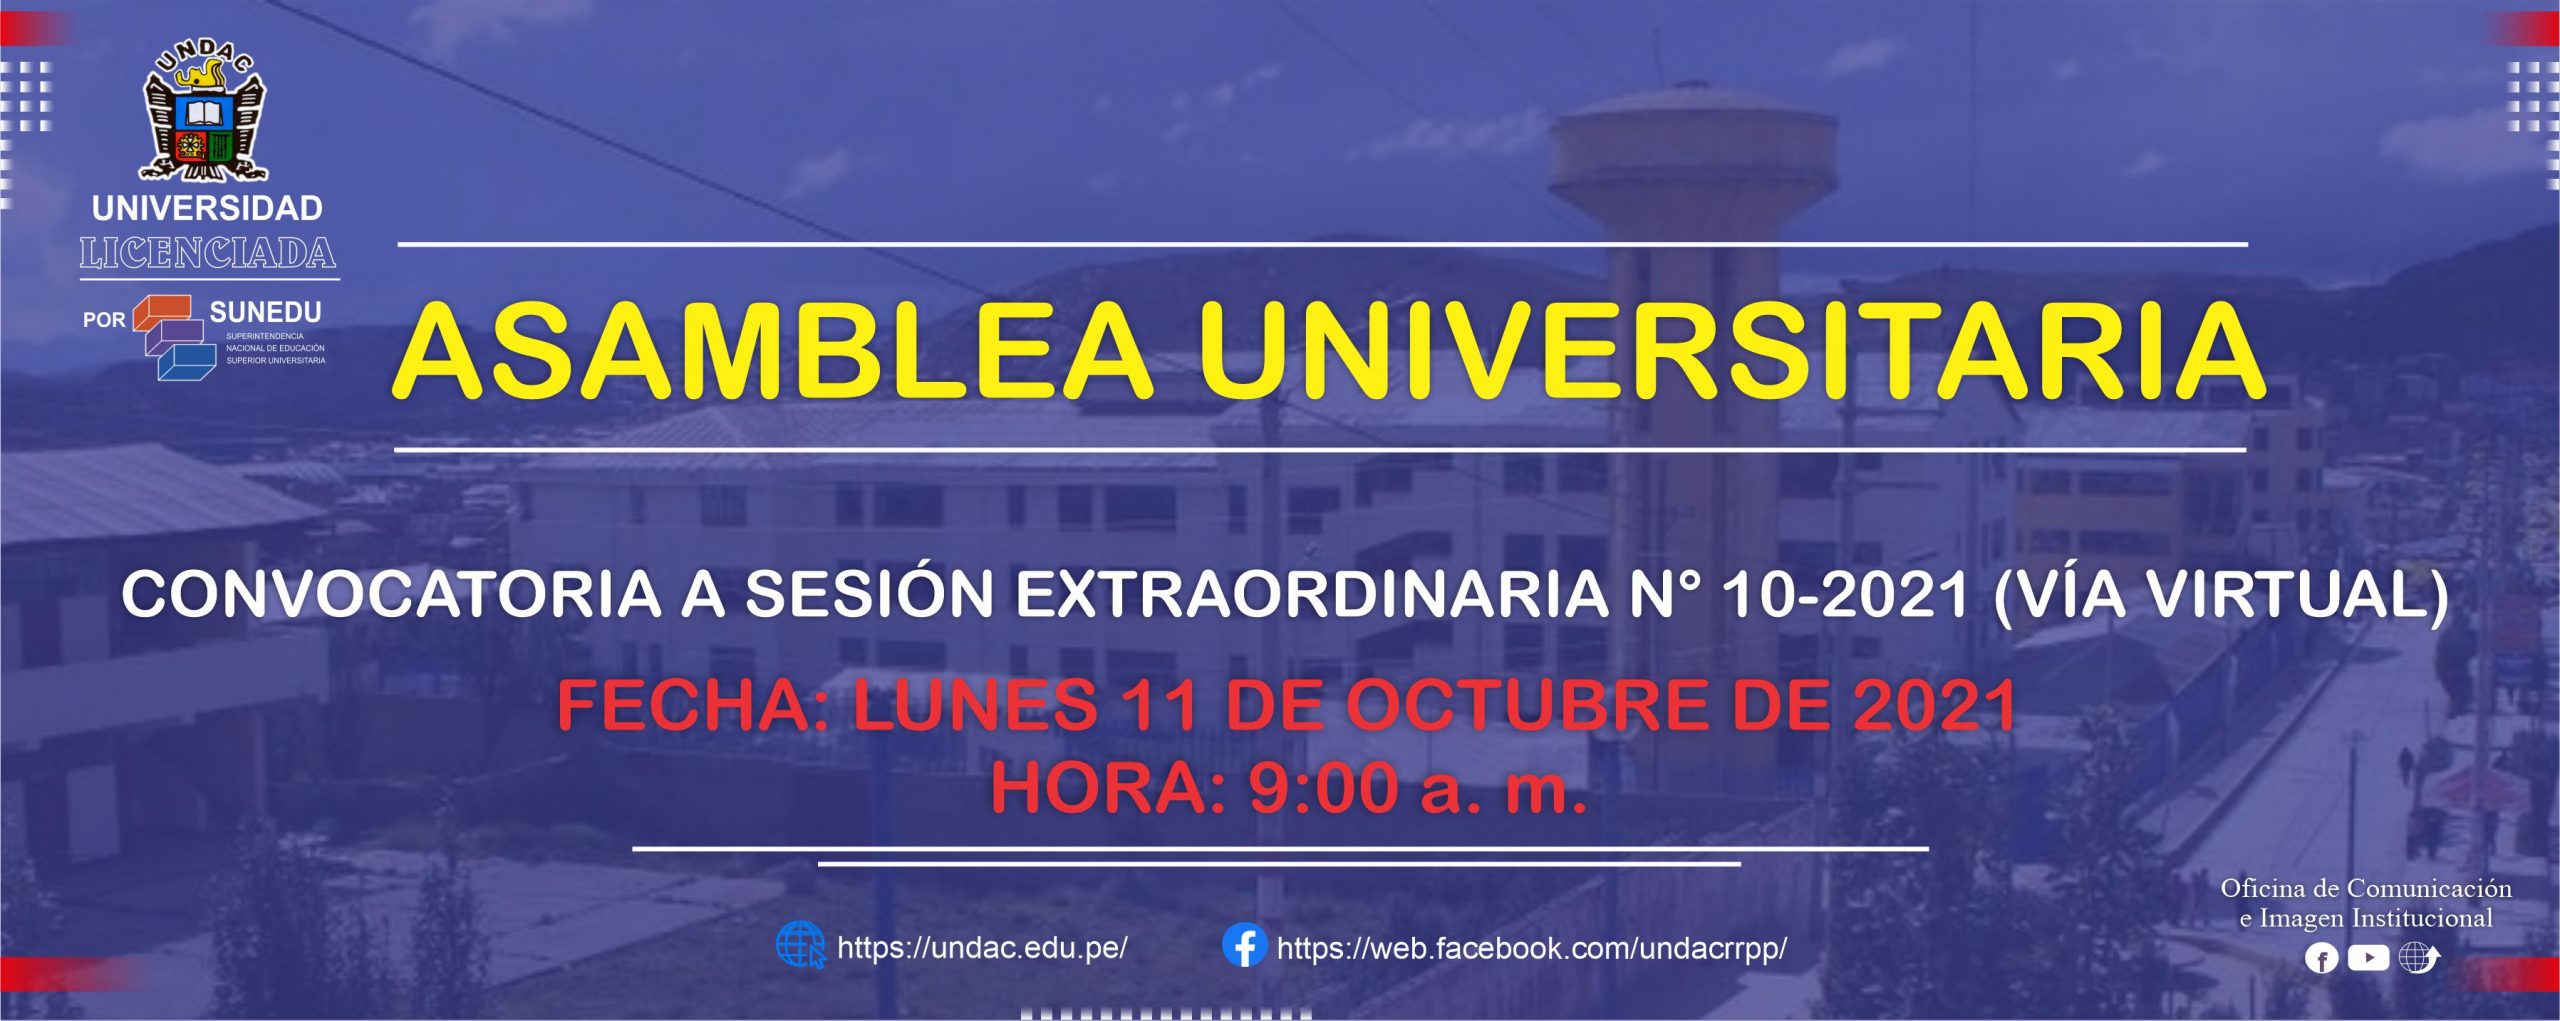 UNDAC
UNIVERSIDAD
LICENCIADA
POR
SUNEDU
SUPERINTENDENCIA
NACIONAL DE EDUCACIÓN
SUPERIOR UNIVERSITARIA
ASAMBLEA UNIVERSITARIA
CONVOCATORIA A SESIÓN EXTRAORDINARIA N° 10-2021 (VÍA VIRTUAL)
FECHA: LUNES 11 DE OCTUBRE DE 2021
HORA: 9:00 a. m.
https://undac.edu.pe/
https://web.facebook.com/undacrrpp/
Oficina de Comunicación
e Imagen Institucional